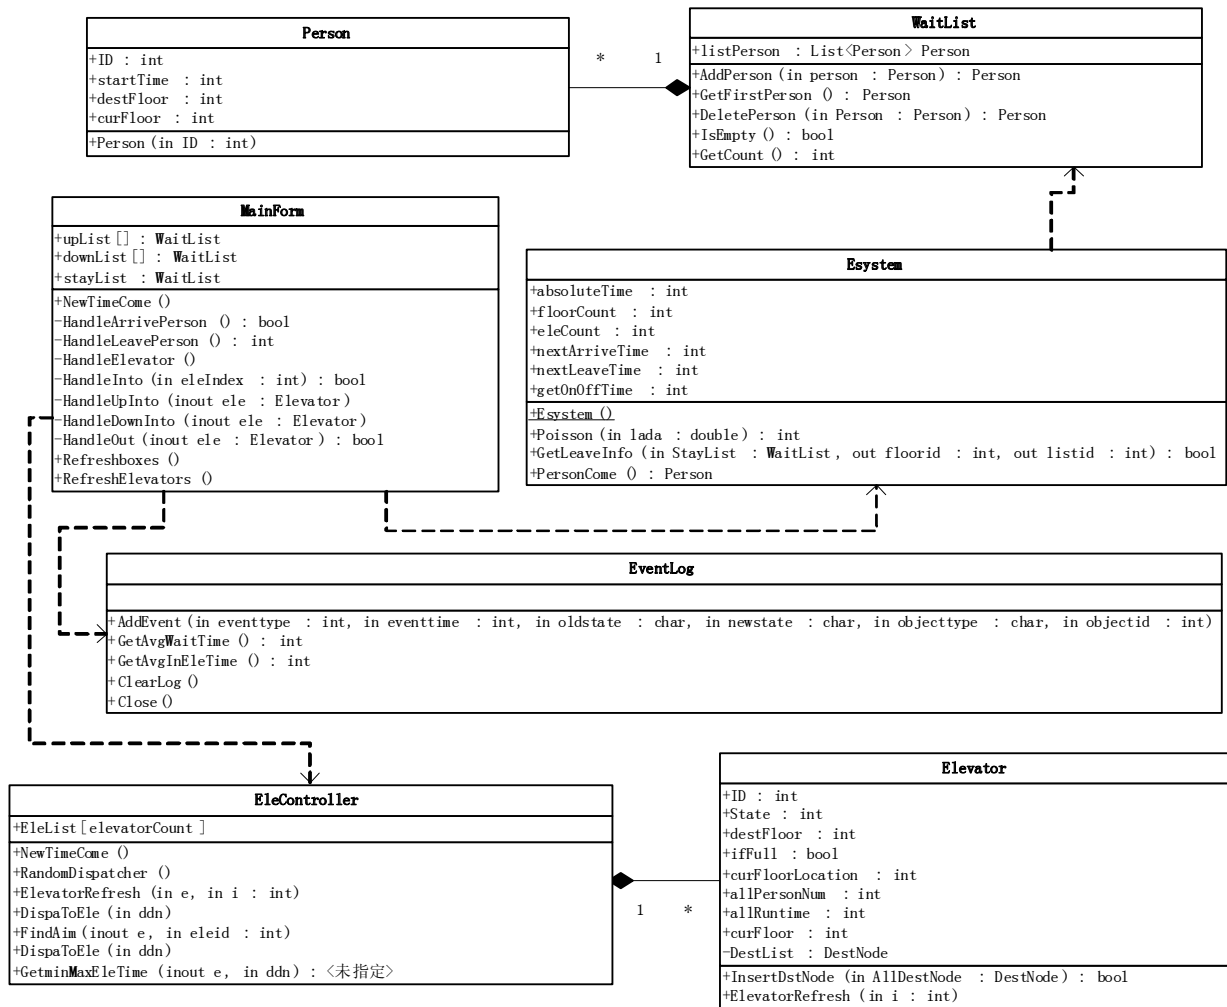 Person
+ID : int
+startTime : int
+destFloor : int
+curFloor : int
+Person(in ID : int)
* 1
WaitList
+listPerson : List<Person> Person
+AddPerson(in person : Person) : Person
+GetFirstPerson() : Person
+DeletePerson(in Person : Person) : Person
+IsEmpty() : bool
+GetCount() : int
MainForm
+upList[] : WaitList
+downList[] : WaitList
+stayList : WaitList
+NewTimeCome()
-HandleArrivePerson() : bool
-HandleLeavePerson() : int
-HandleElevator()
-HandleInto(in eleIndex : int) : bool
-HandleUpInto(inout ele : Elevator)
-HandleDownInto(inout ele : Elevator)
-HandleOut(inout ele : Elevator) : bool
+Refreshboxes()
+RefreshElevators()
Esystem
+absoluteTime : int
+floorCount : int
+eleCount : int
+nextArriveTime : int
+nextLeaveTime : int
+getOnOffTime : int
+Esystem()
+Poisson(in lada : double) : int
+GetLeaveInfo(in StayList : WaitList, out floorid : int, out listid : int) : bool
+PersonCome() : Person
EventLog
+AddEvent(in eventtype : int, in eventtime : int, in oldstate : char, in newstate : char, in objecttype : char, in objectid : int)
+GetAvgWaitTime() : int
+GetAvgInEleTime() : int
+ClearLog()
+Close()
EleController
+EleList[elevatorCount]
+NewTimeCome()
+RandomDispatcher()
+ElevatorRefresh(in e, in i : int)
+DispaToEle(in ddn)
+FindAim(inout e, in eleid : int)
+DispaToEle(in ddn)
+GetminMaxEleTime(inout e, in ddn) : <未指定>
1 *
Elevator
+ID : int
+State : int
+destFloor : int
+ifFull : bool
+curFloorLocation : int
+allPersonNum : int
+allRuntime : int
+curFloor : int
-DestList : DestNode
+InsertDstNode(in AllDestNode : DestNode) : bool
+ElevatorRefresh(in i : int)